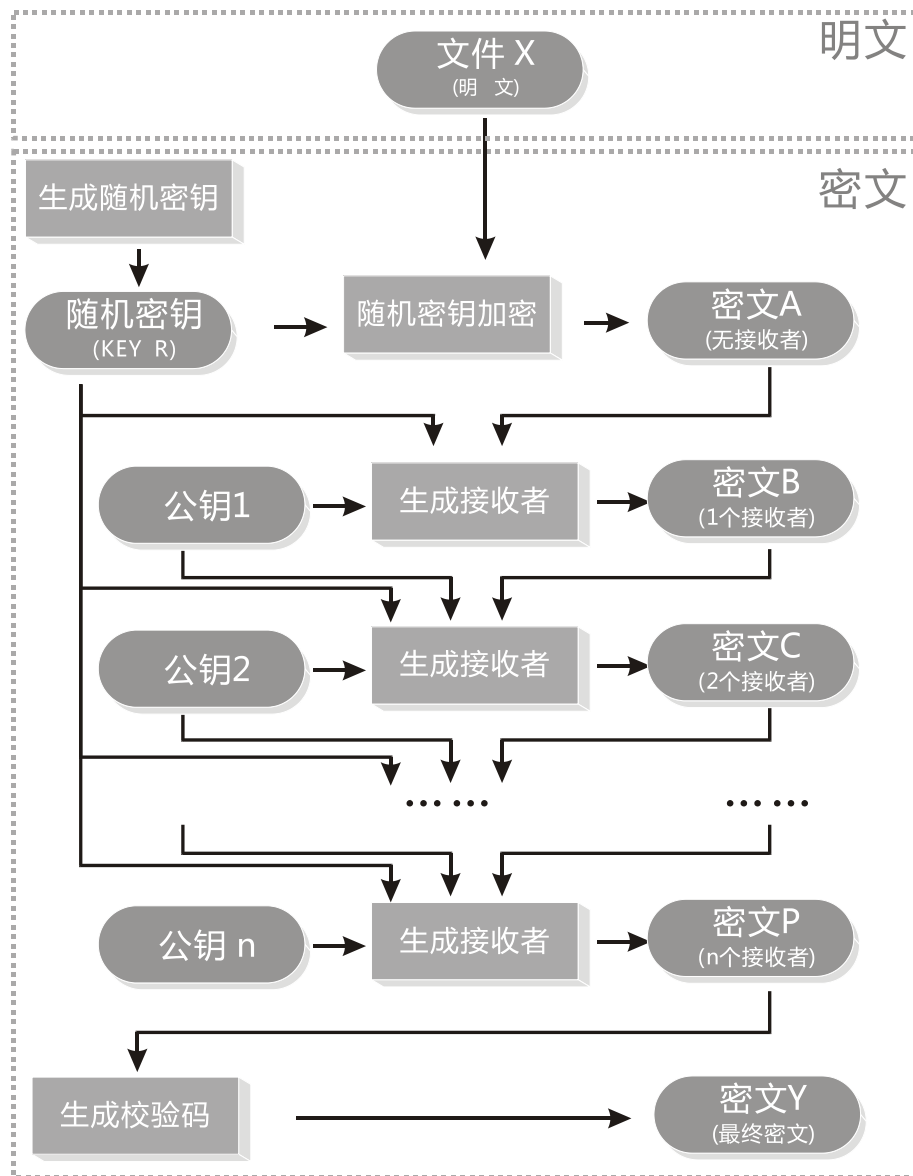 明文
文件 X
(明 文)
密文
生成随机密钥
随机密钥
(KEY R)
随机密钥加密
密文A
(无接收者)
公钥1
生成接收者
密文B
(1个接收者)
公钥2
生成接收者
密文C
(2个接收者)
…… ……
公钥 n
生成接收者
密文P
(n个接收者)
生成校验码
密文Y
(最终密文)